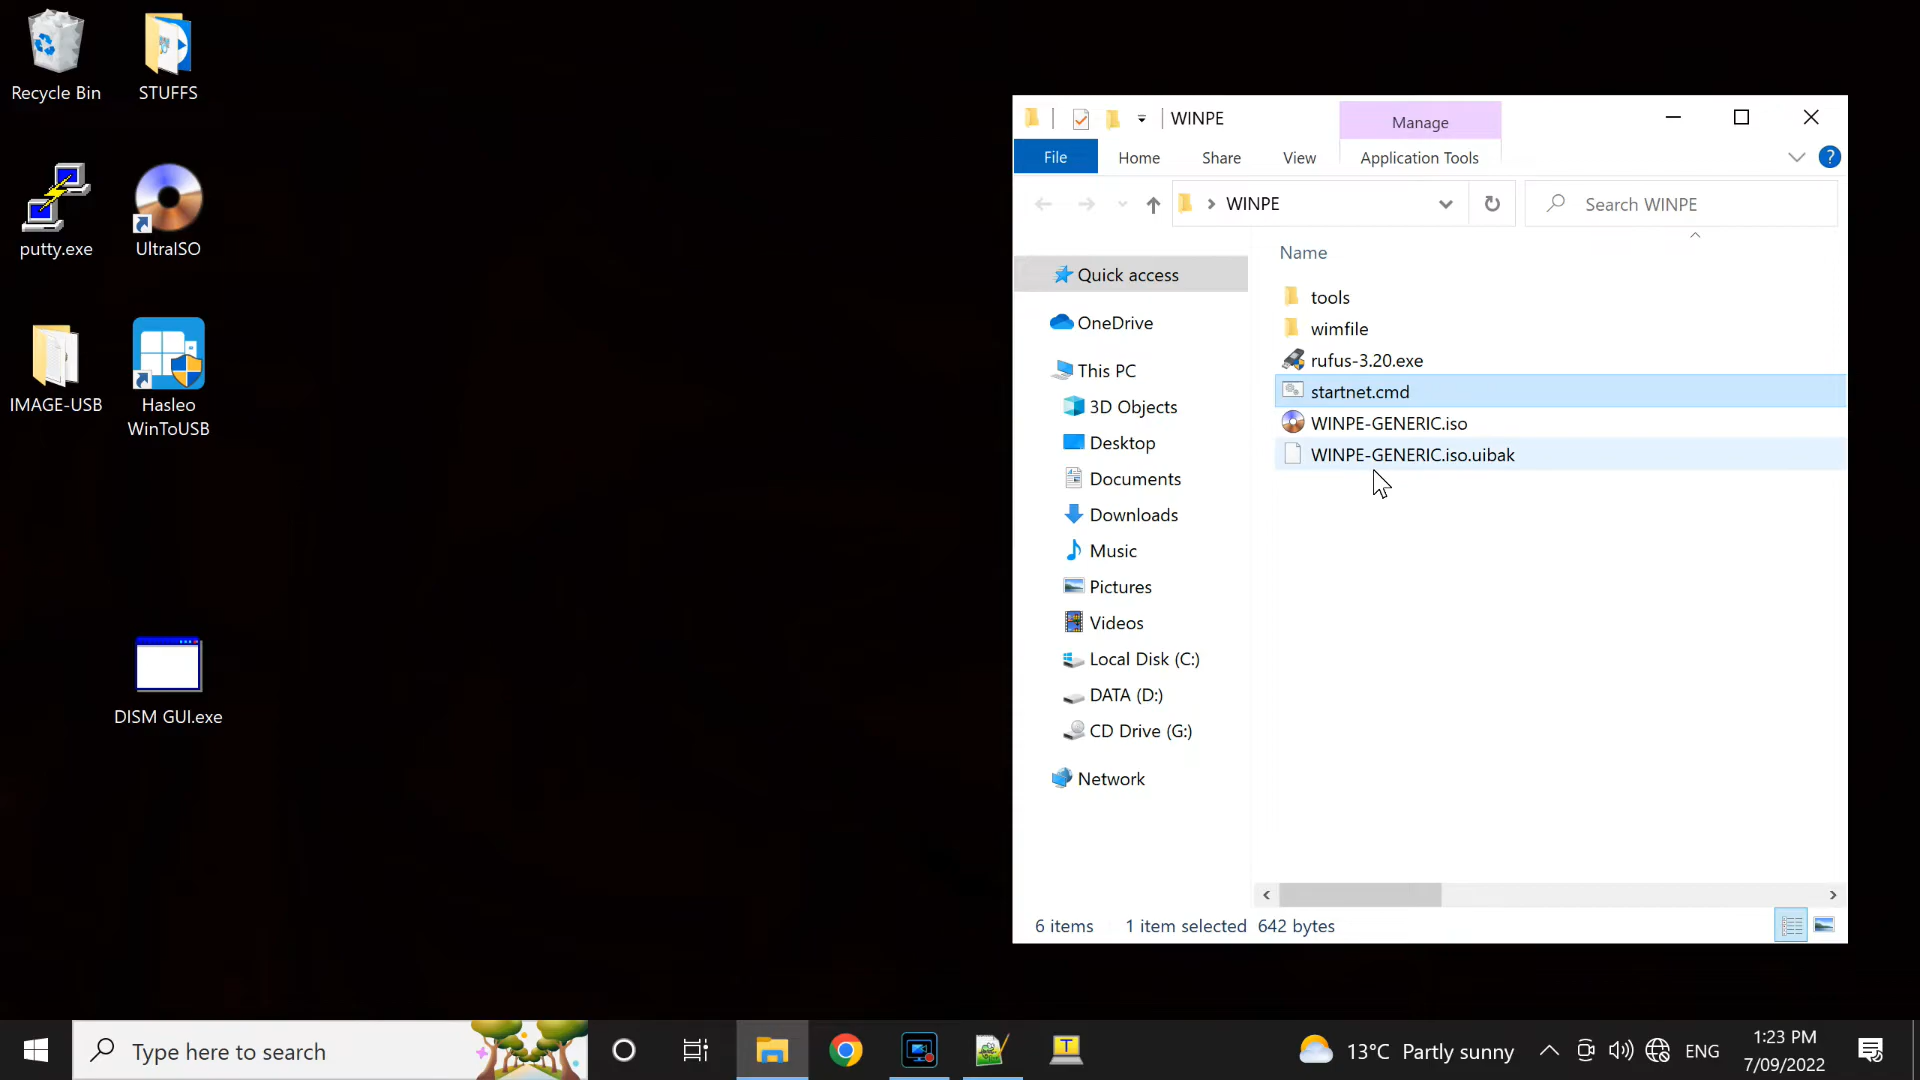 Recycle Bin
STUFFS
putty.exe
UltraISO
IMAGE-USB
Hasleo
WinToUSB
DISM GUI.exe
WINPE
Manage
File
Home
Share
View
Application Tools
?
WINPE
Search WINPE
Quick access
OneDrive
This PC
3D Objects
Desktop
Documents
Downloads
Music
Pictures
Videos
Local Disk (C:)
DATA (D:)
CD Drive (G:)
Network
Name
tools
wimfile
rufus-3.20.exe
startnet.cmd
WINPE-GENERIC.iso
WINPE-GENERIC.iso.uibak
6 items
1 item selected
642 bytes
Type here to search
T
13°C Partly sunny
ENG
1:23 PM
7/09/2022